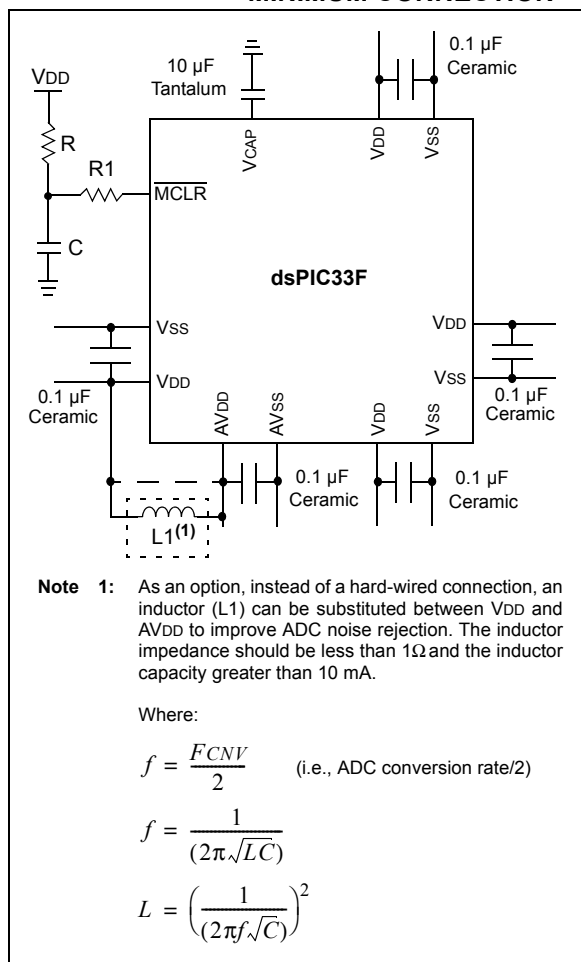 MINIMUM CONNECTION
0.1 µF
Ceramic
10 µF
Tantalum
VDD
R
R1
C
VCAP
VDD
VSS
MCLR
dsPIC33F
VSS
VDD
0.1 µF
Ceramic
VDD
VSS
0.1 µF
Ceramic
AVDD
AVSS
VDD
VSS
0.1 µF
Ceramic
0.1 µF
Ceramic
L1(1)
Note 1: As an option, instead of a hard-wired connection, an
inductor (L1) can be substituted between VDD and
AVDD to improve ADC noise rejection. The inductor
impedance should be less than 1Ω and the inductor
capacity greater than 10 mA.
Where:
f = FCNV / 2 (i.e., ADC conversion rate/2)
f = 1 / (2π√LC)
L = (1 / (2πf√C))²